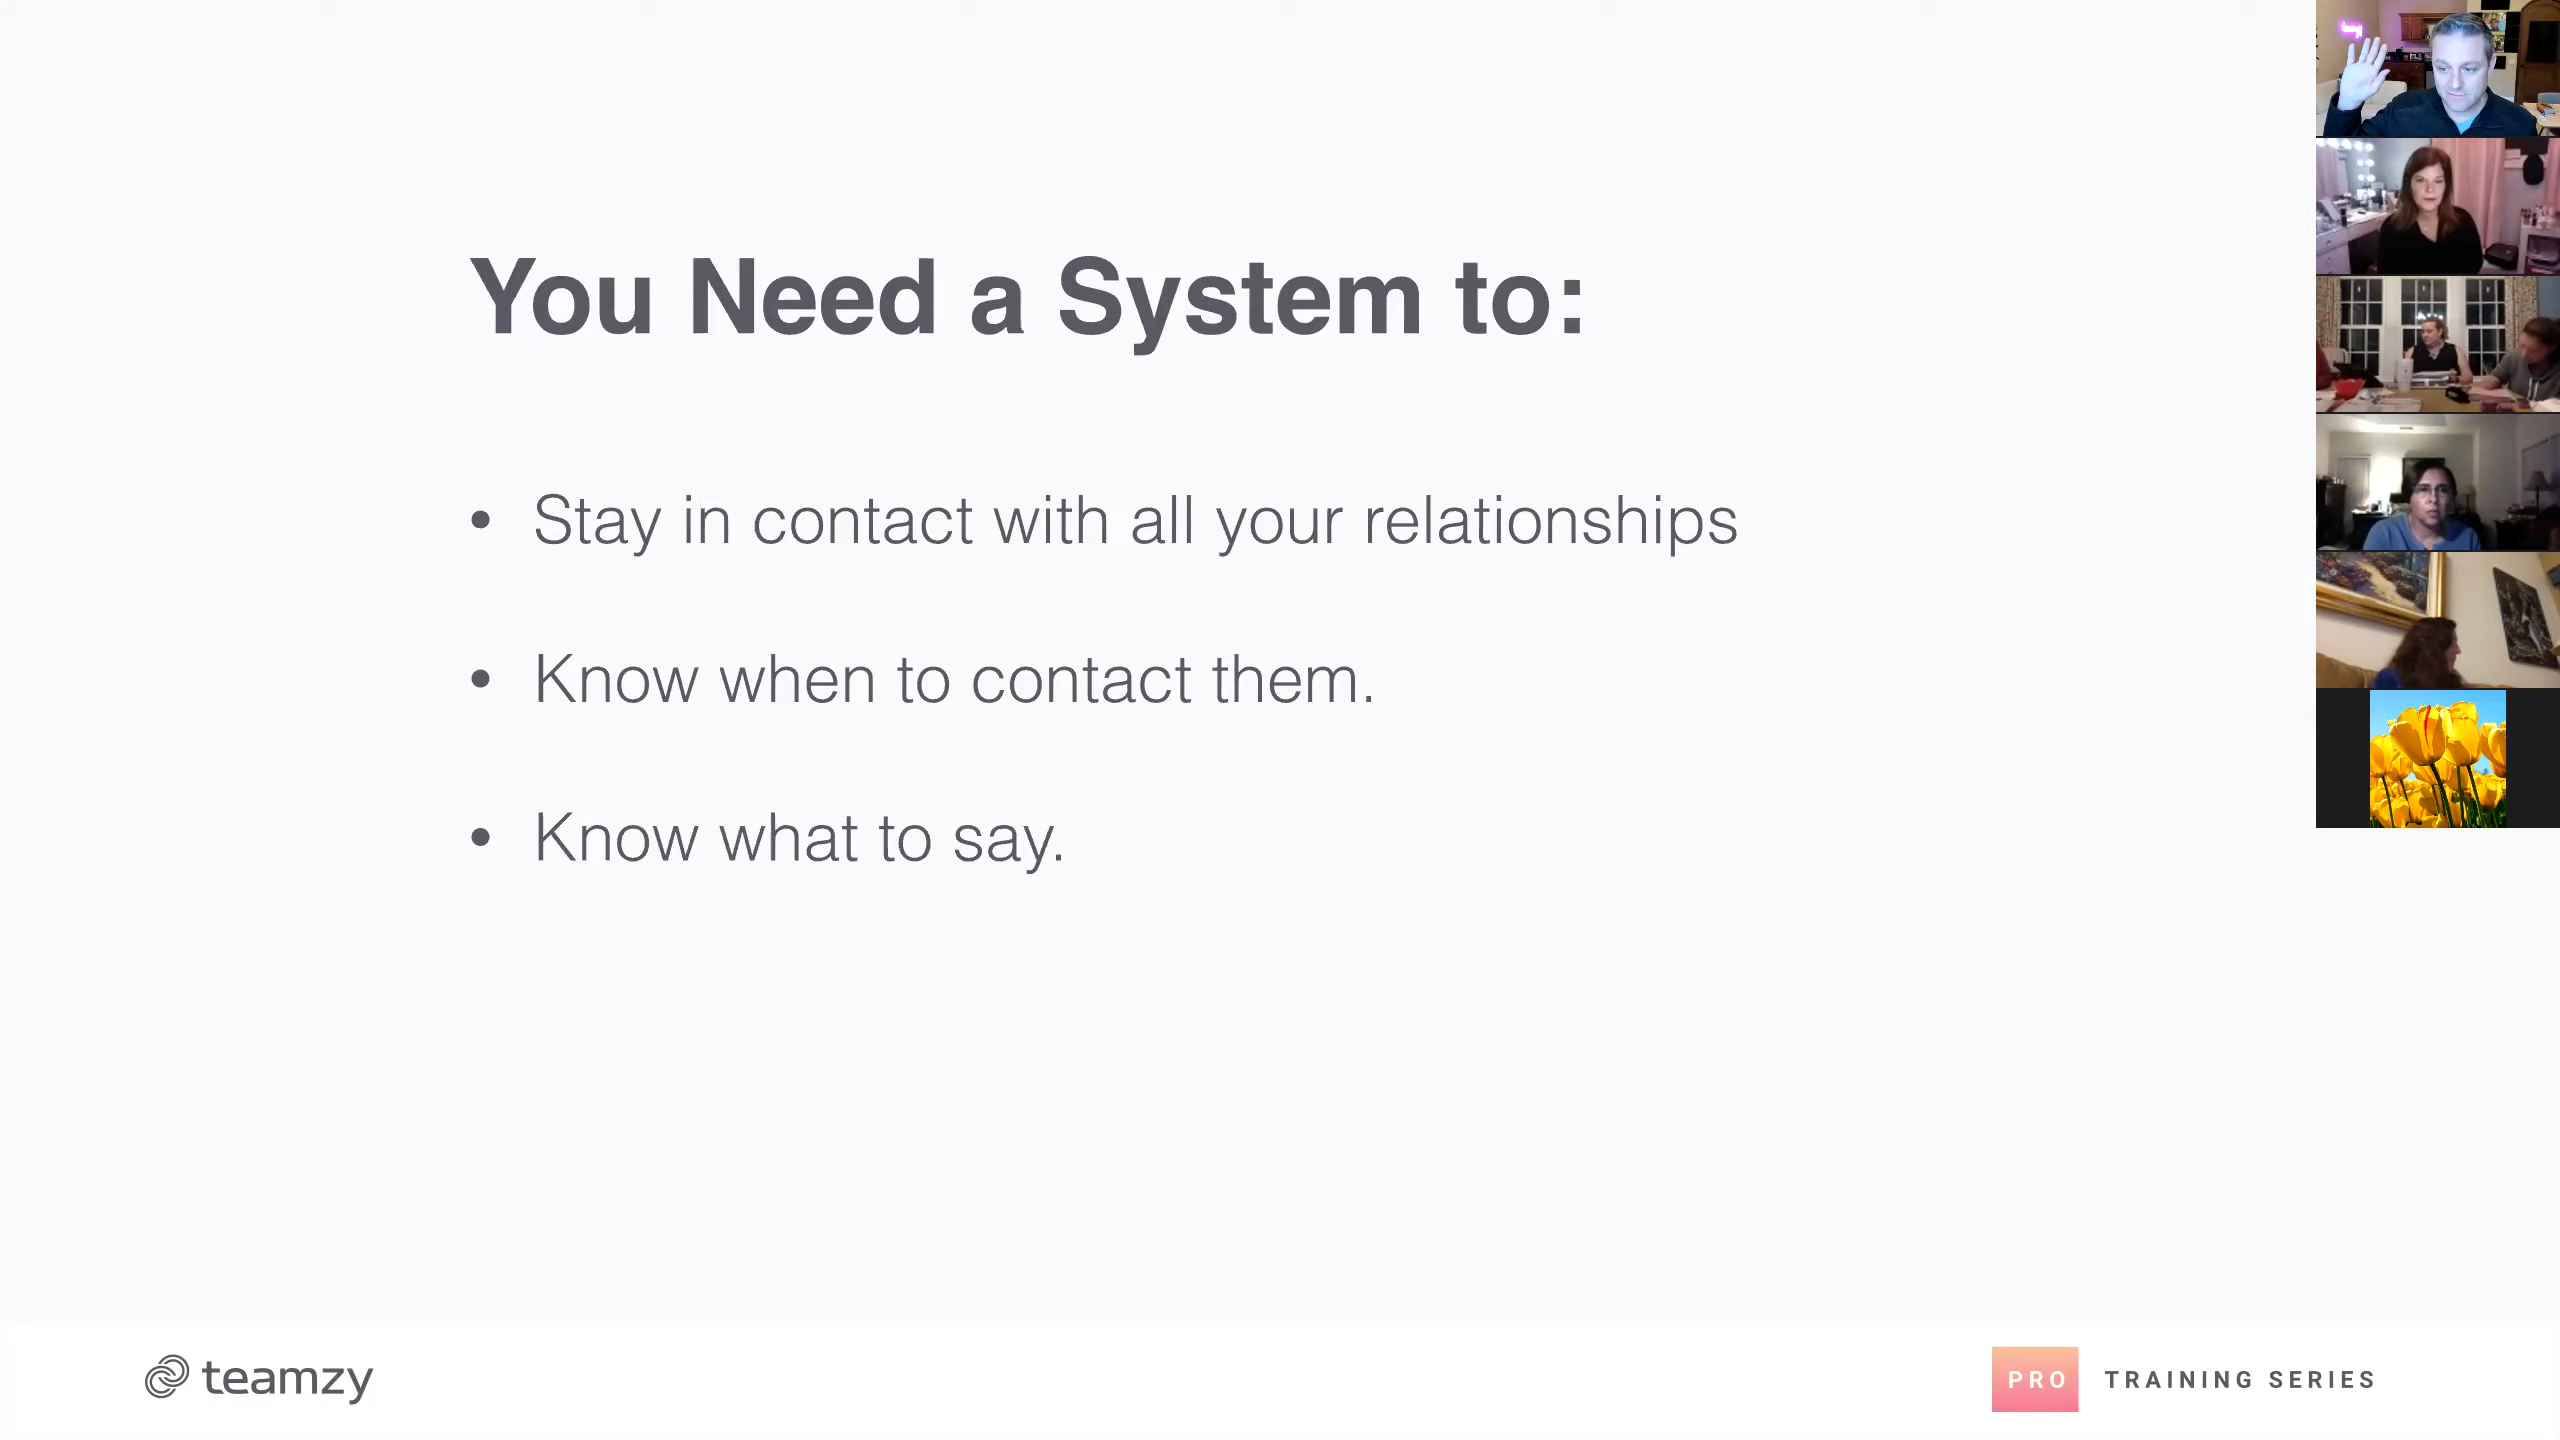 You Need a System to:
• Stay in contact with all your relationships
• Know when to contact them.
• Know what to say.
teamzy
PRO TRAINING SERIES